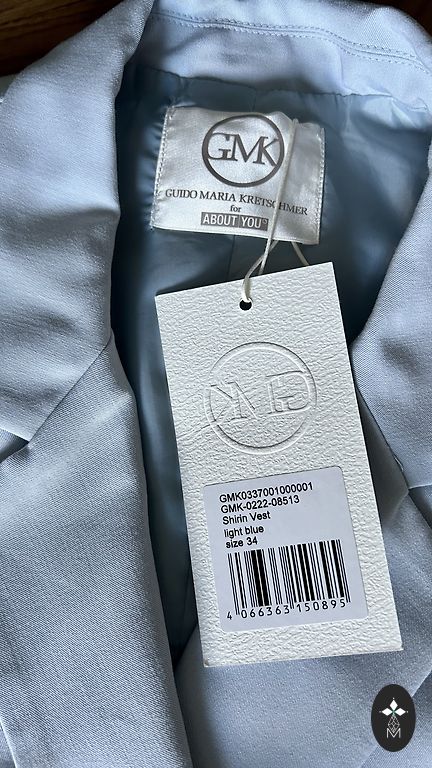 GMK
GUIDO MARIA KRETSCHMER
for
ABOUT YOU°
GMK
GMK0337001000001
GMK-0222-08513
Shirin Vest
light blue
size 34
4 066363 150895